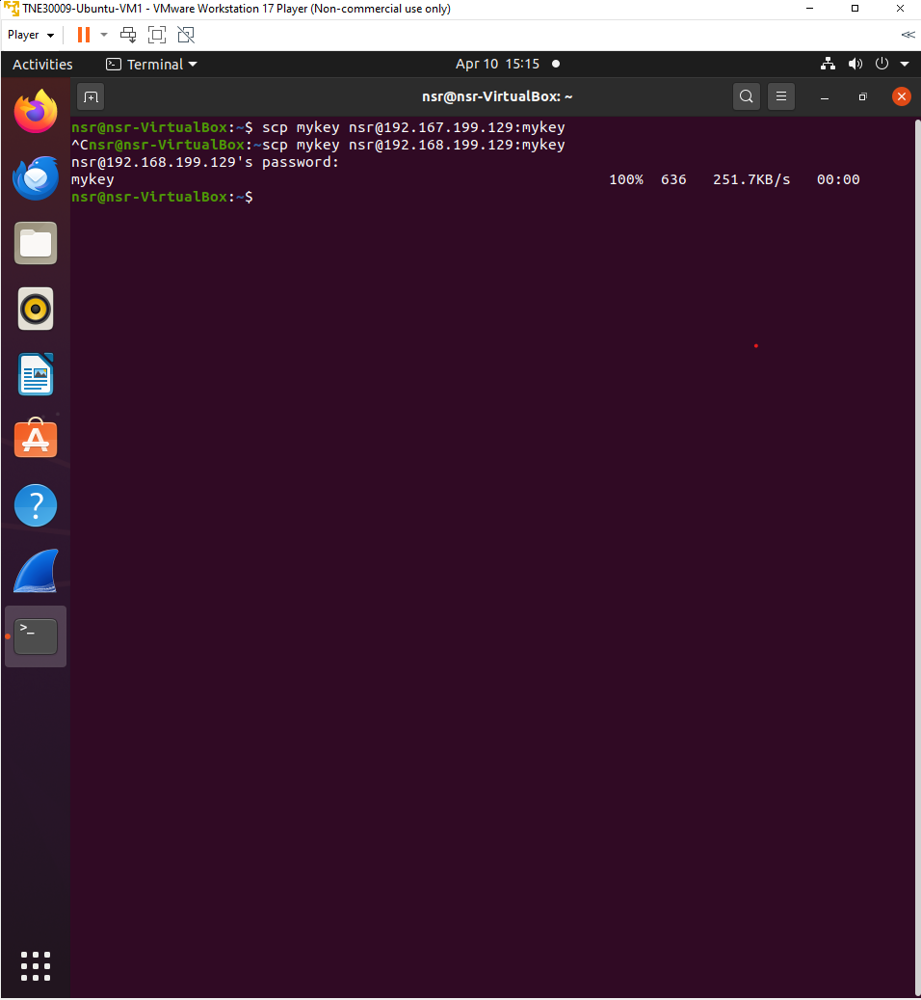 TNE30009-Ubuntu-VM1 - VMware Workstation 17 Player (Non-commercial use only)
Player
Activities Terminal Apr 10 15:15
nsr@nsr-VirtualBox: ~
nsr@nsr-VirtualBox:~$ scp mykey nsr@192.167.199.129:mykey
^Cnsr@nsr-VirtualBox:~scp mykey nsr@192.168.199.129:mykey
nsr@192.168.199.129's password:
mykey 100% 636 251.7KB/s 00:00
nsr@nsr-VirtualBox:~$